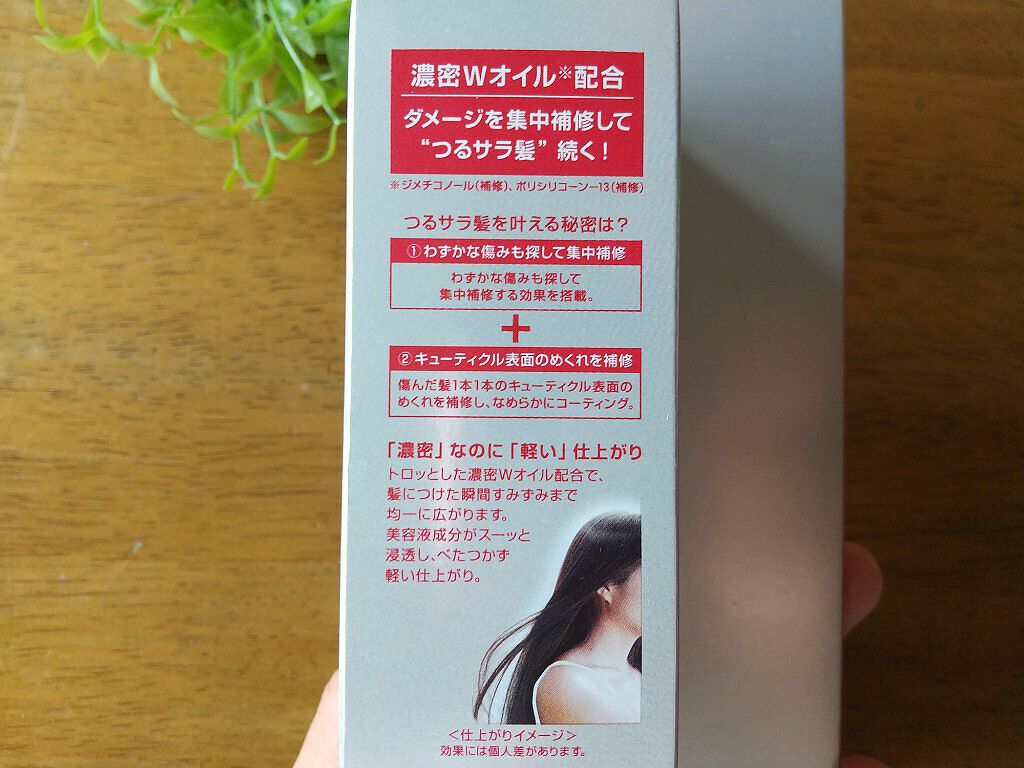 濃密Wオイル※配合
ダメージを集中補修して
“つるサラ髪”続く！
※ジメチコノール（補修）、ポリシリコーン−13（補修）
つるサラ髪を叶える秘密は？
①わずかな傷みも探して集中補修
わずかな傷みも探して
集中補修する効果を搭載。
＋
②キューティクル表面のめくれを補修
傷んだ髪1本1本のキューティクル表面の
めくれを補修し、なめらかにコーティング。
「濃密」なのに「軽い」仕上がり
トロッとした濃密Wオイル配合で、
髪につけた瞬間すみずみまで
均一に広がります。
美容液成分がスーッと
浸透し、べたつかず
軽い仕上がり。
＜仕上がりイメージ＞
効果には個人差があります。